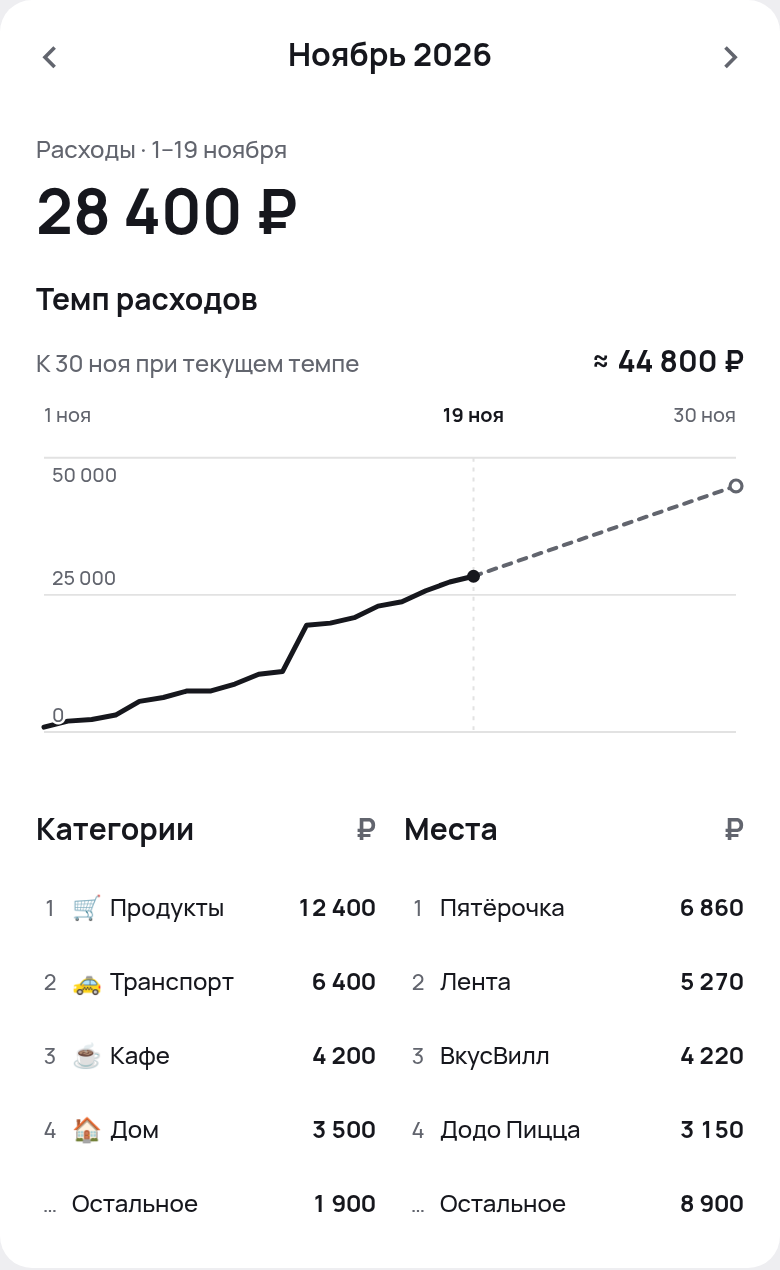 Ноябрь 2026
Расходы · 1–19 ноября
28 400 ₽
Темп расходов
К 30 ноя при текущем темпе ≈ 44 800 ₽
1 ноя 19 ноя 30 ноя
50 000
25 000
0
Категории ₽
1 Продукты 12 400
2 Транспорт 6 400
3 Кафе 4 200
4 Дом 3 500
... Остальное 1 900
Места ₽
1 Пятёрочка 6 860
2 Лента 5 270
3 ВкусВилл 4 220
4 Додо Пицца 3 150
... Остальное 8 900